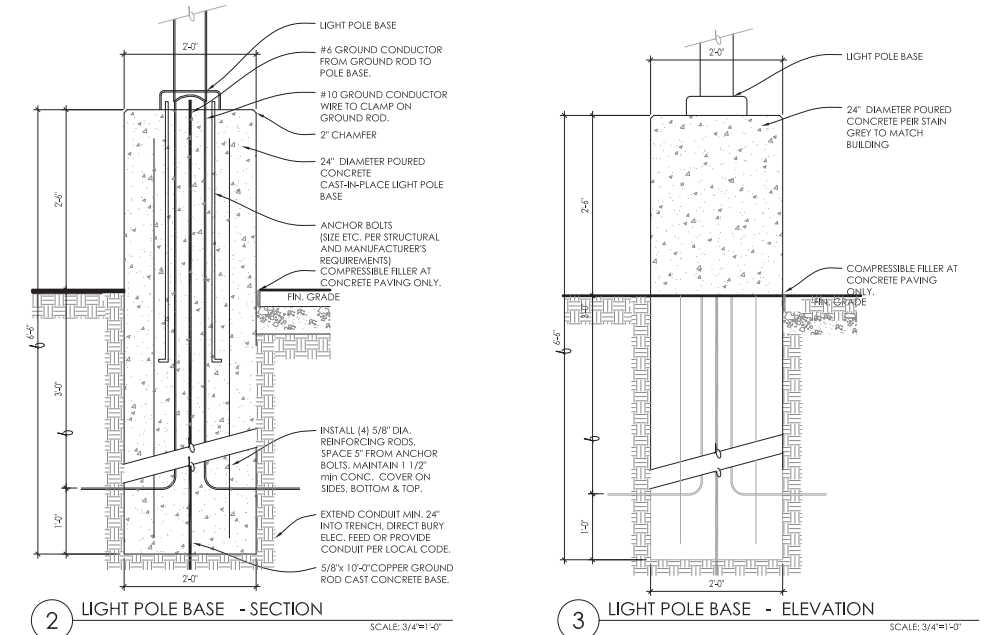 2'-0"
LIGHT POLE BASE
#6 GROUND CONDUCTOR
FROM GROUND ROD TO
POLE BASE.
#10 GROUND CONDUCTOR
WIRE TO CLAMP ON
GROUND ROD.
2" CHAMFER
24" DIAMETER POURED
CONCRETE
CAST-IN-PLACE LIGHT POLE
BASE
ANCHOR BOLTS
(SIZE ETC. PER STRUCTURAL
AND MANUFACTURER'S
REQUIREMENTS)
COMPRESSIBLE FILLER AT
CONCRETE PAVING ONLY.
FIN. GRADE
2'-6"
6'-6"
3'-0"
1'-0"
INSTALL (4) 5/8" DIA.
REINFORCING RODS,
SPACE 5" FROM ANCHOR
BOLTS. MAINTAIN 1 1/2"
min CONC. COVER ON
SIDES, BOTTOM & TOP.
EXTEND CONDUIT MIN. 24"
INTO TRENCH, DIRECT BURY
ELEC. FEED OR PROVIDE
CONDUIT PER LOCAL CODE.
5/8"x 10'-0"COPPER GROUND
ROD CAST CONCRETE BASE.
2'-0"
2
LIGHT POLE BASE - SECTION
SCALE: 3/4"=1'-0"
2'-0"
LIGHT POLE BASE
24" DIAMETER POURED
CONCRETE PEIR STAIN
GREY TO MATCH
BUILDING
COMPRESSIBLE FILLER AT
CONCRETE PAVING
ONLY.
FIN. GRADE
2'-6"
3'-0"
6'-6"
1'-0"
2'-0"
3
LIGHT POLE BASE - ELEVATION
SCALE: 3/4"=1'-0"